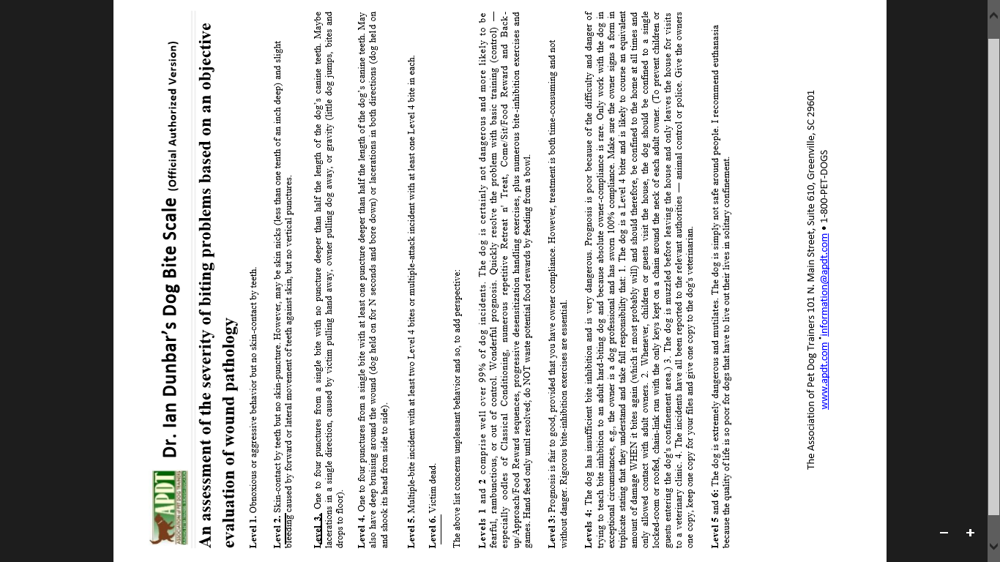 APDT
ASSOCIATION of PET DOG TRAINERS
Dr. Ian Dunbar's Dog Bite Scale (Official Authorized Version)
An assessment of the severity of biting problems based on an objective
evaluation of wound pathology
Level 1. Obnoxious or aggressive behavior but no skin-contact by teeth.
Level 2. Skin-contact by teeth but no skin-puncture. However, may be skin nicks (less than one tenth of an inch deep) and slight
bleeding caused by forward or lateral movement of teeth against skin, but no vertical punctures.
Level 3. One to four punctures from a single bite with no puncture deeper than half the length of the dog's canine teeth. Maybe
lacerations in a single direction, caused by victim pulling hand away, owner pulling dog away, or gravity (little dog jumps, bites and
drops to floor).
Level 4. One to four punctures from a single bite with at least one puncture deeper than half the length of the dog's canine teeth. May
also have deep bruising around the wound (dog held on for N seconds and bore down) or lacerations in both directions (dog held on
and shook its head from side to side).
Level 5. Multiple-bite incident with at least two Level 4 bites or multiple-attack incident with at least one Level 4 bite in each.
Level 6. Victim dead.
The above list concerns unpleasant behavior and so, to add perspective:
Levels 1 and 2 comprise well over 99% of dog incidents. The dog is certainly not dangerous and more likely to be
fearful, rambunctious, or out of control. Wonderful prognosis. Quickly resolve the problem with basic training (control) —
especially oodles of Classical Conditioning, numerous repetitive Retreat n' Treat, Come/Sit/Food Reward and Back-
up/Approach/Food Reward sequences, progressive desensitization handling exercises, plus numerous bite-inhibition exercises and
games. Hand feed only until resolved; do NOT waste potential food rewards by feeding from a bowl.
Level 3: Prognosis is fair to good, provided that you have owner compliance. However, treatment is both time-consuming and not
without danger. Rigorous bite-inhibition exercises are essential.
Levels 4: The dog has insufficient bite inhibition and is very dangerous. Prognosis is poor because of the difficulty and danger of
trying to teach bite inhibition to an adult hard-biting dog and because absolute owner-compliance is rare. Only work with the dog in
exceptional circumstances, e.g., the owner is a dog professional and has sworn 100% compliance. Make sure the owner signs a form in
triplicate stating that they understand and take full responsibility that: 1. The dog is a Level 4 biter and is likely to course an equivalent
amount of damage WHEN it bites again (which it most probably will) and should therefore, be confined to the home at all times and
only allowed contact with adult owners. 2. Whenever, children or guests visit the house, the dog should be confined to a single
locked-room or roofed, chain-link run with the only keys kept on a chain around the neck of each adult owner. (To prevent children or
guests entering the dog's confinement area.) 3. The dog is muzzled before leaving the house and only leaves the house for visits
to a veterinary clinic. 4. The incidents have all been reported to the relevant authorities — animal control or police. Give the owners
one copy, keep one copy for your files and give one copy to the dog's veterinarian.
Level 5 and 6: The dog is extremely dangerous and mutilates. The dog is simply not safe around people. I recommend euthanasia
because the quality of life is so poor for dogs that have to live out their lives in solitary confinement.
The Association of Pet Dog Trainers 101 N. Main Street, Suite 610, Greenville, SC 29601
www.apdt.com • information@apdt.com • 1-800-PET-DOGS